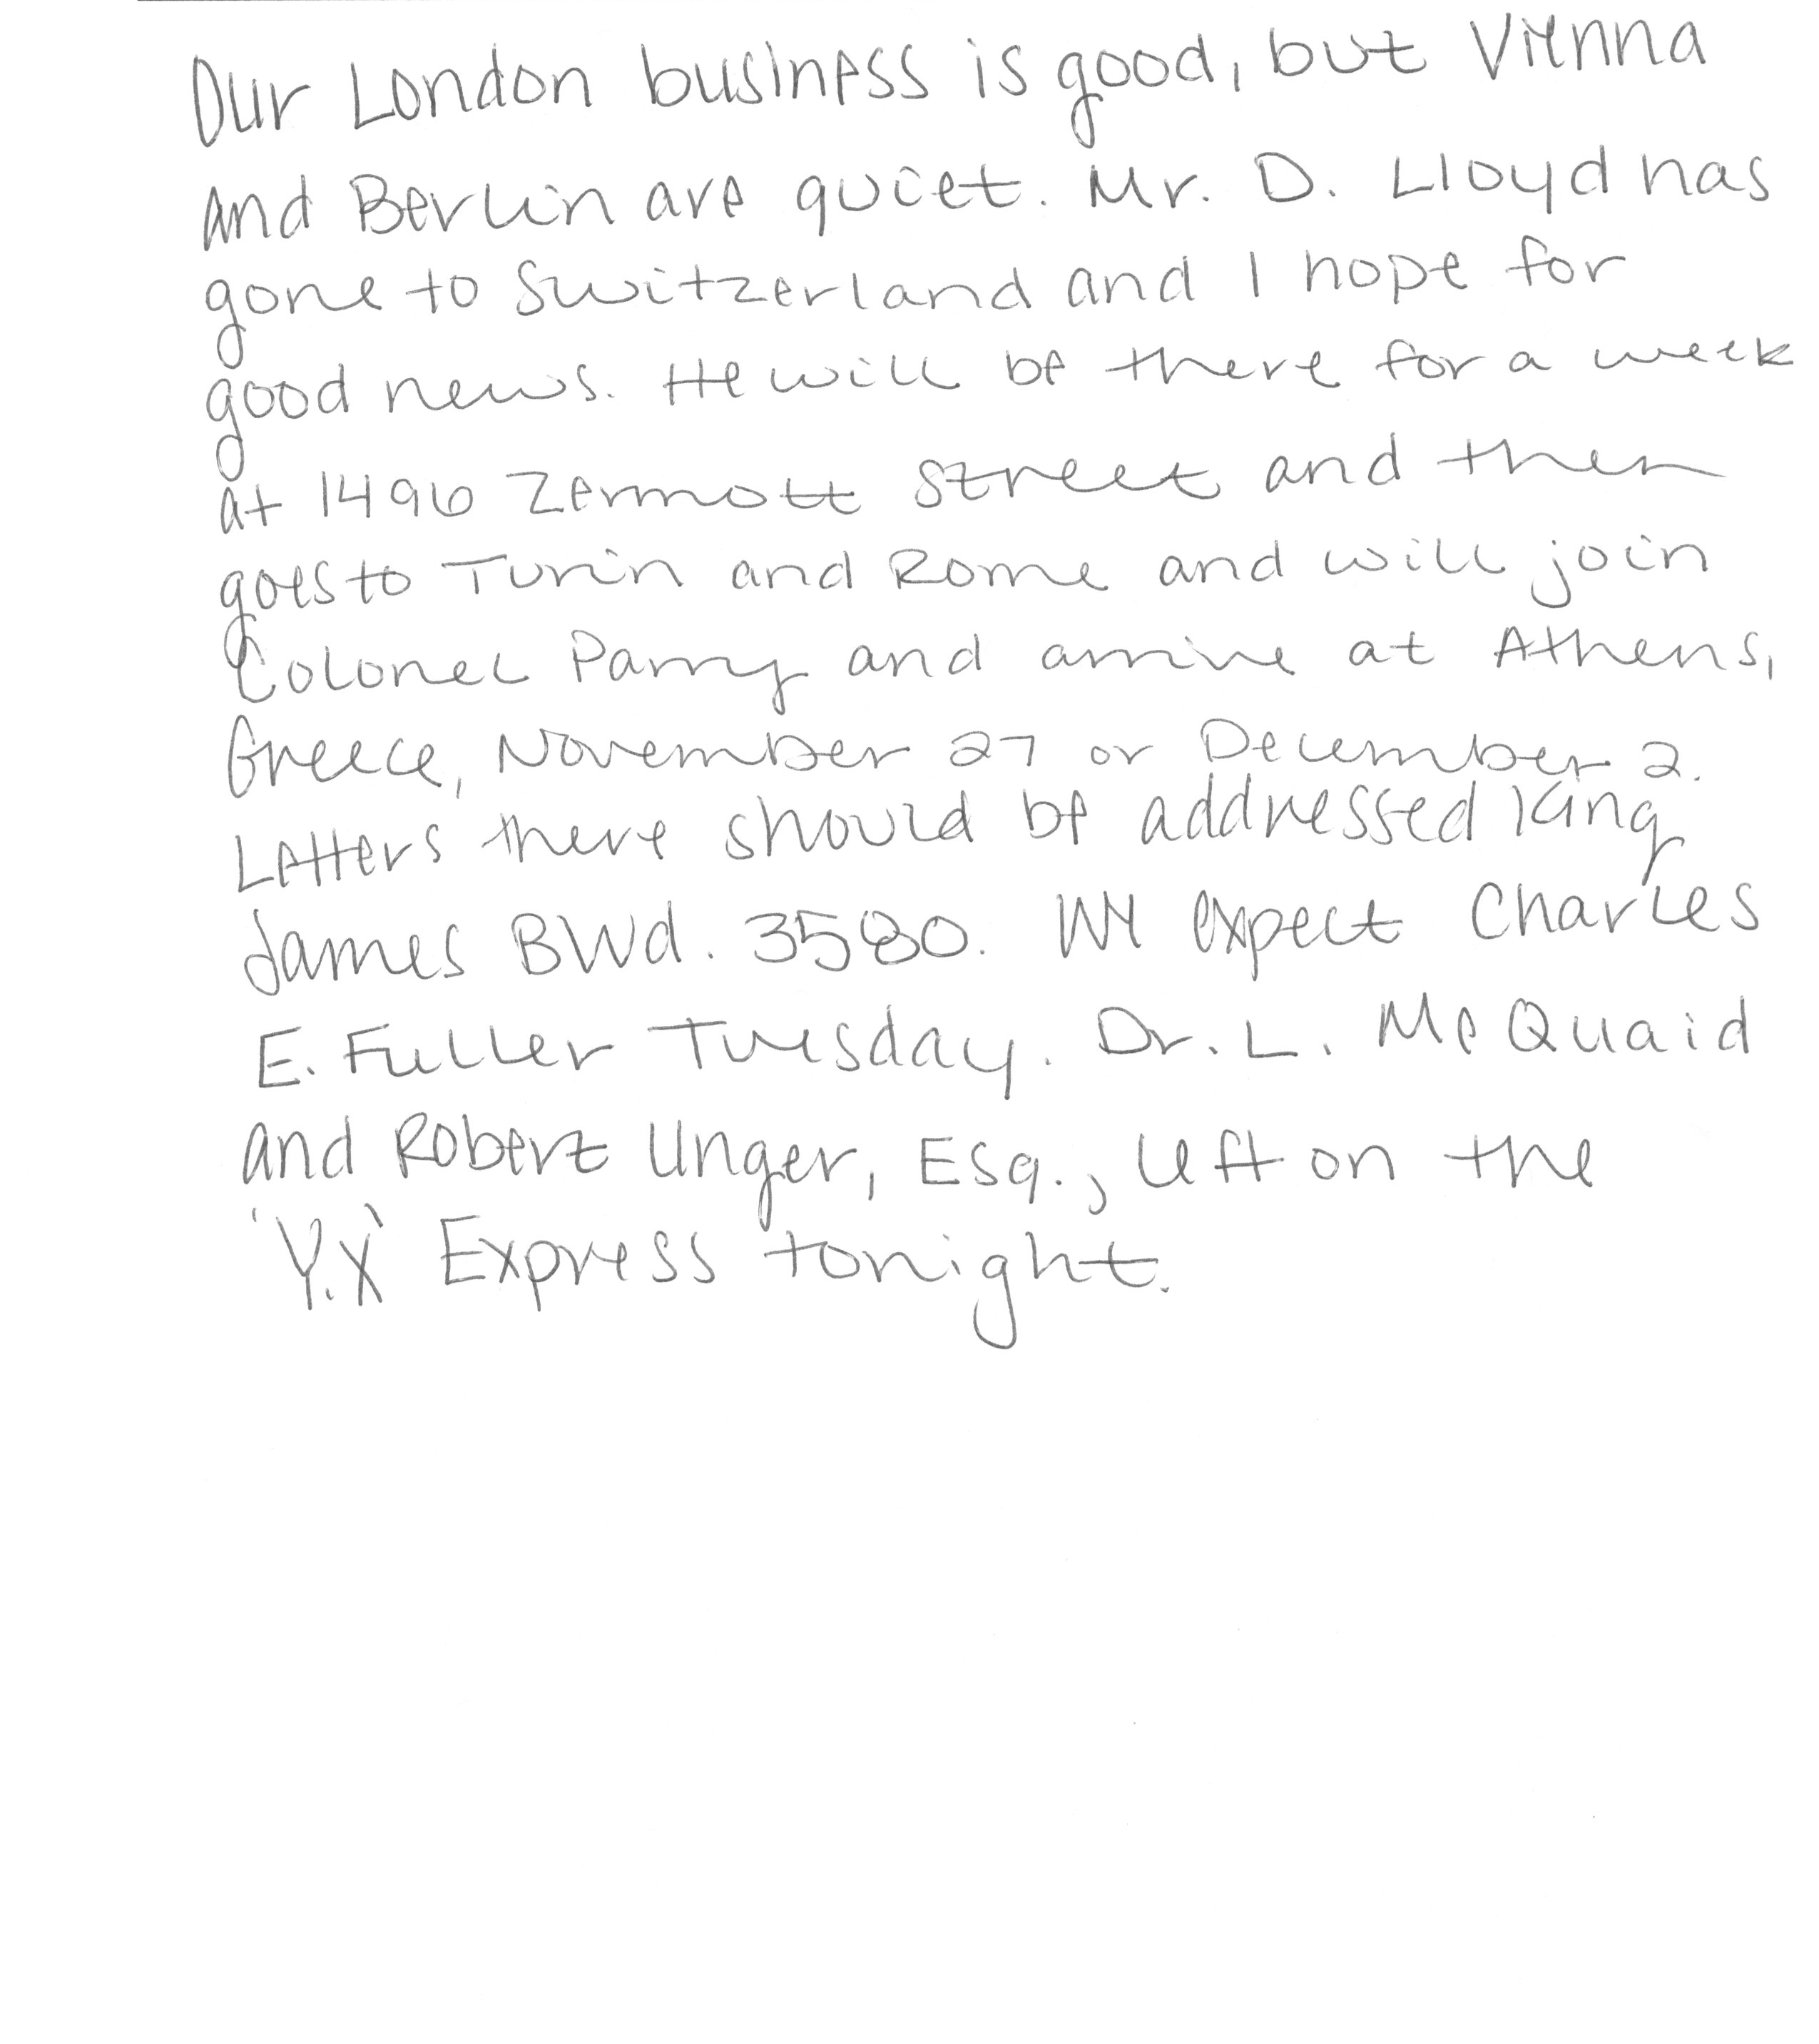 Our London business is good, but Vienna
and Berlin are quiet. Mr. D. Lloyd has
gone to Switzerland and I hope for
good news. He will be there for a week
at 1496 Zermott Street and then
goes to Turin and Rome and will join
Colonel Parry and arrive at Athens,
Greece, November 27 or December 2.
Letters there should be addressed King
James Blvd. 3580. We expect Charles
E. Fuller Tuesday. Dr. L. McQuaid
and Robert Unger, Esq., left on the
'Y.X' Express tonight.